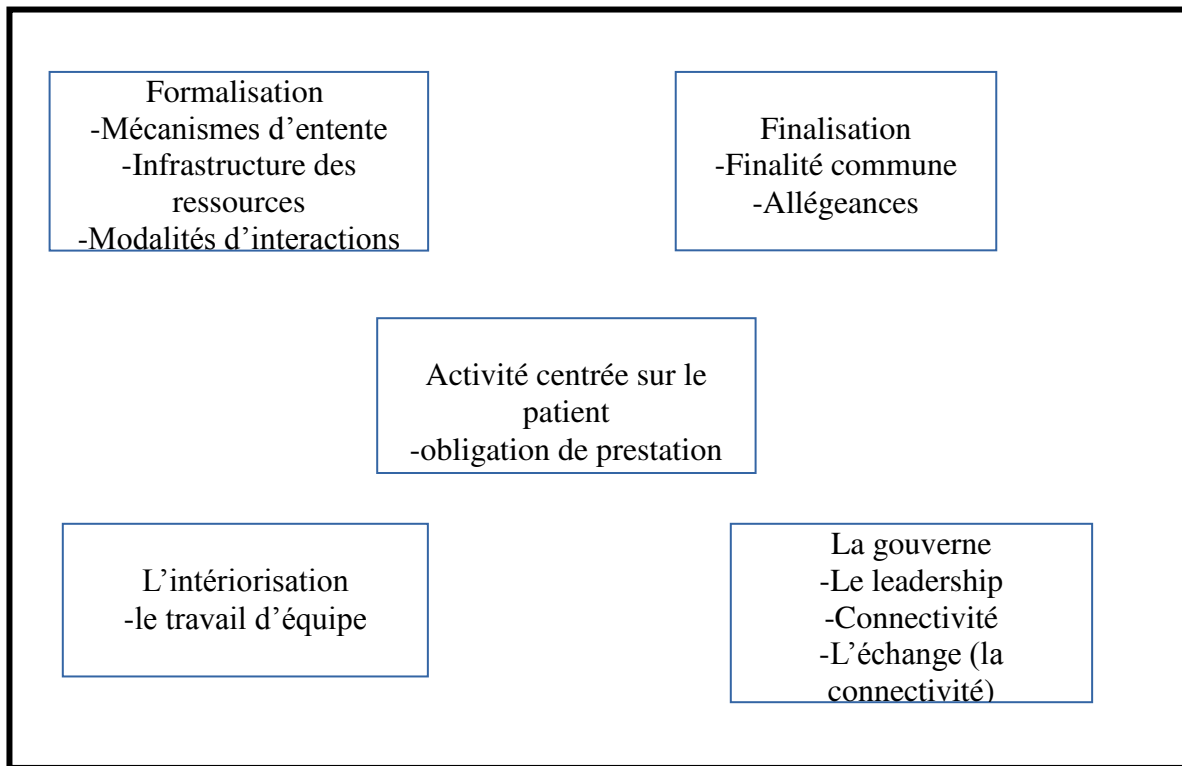 Formalisation
-Mécanismes d’entente
-Infrastructure des
ressources
-Modalités d’interactions
Finalisation
-Finalité commune
-Allégeances
Activité centrée sur le
patient
-obligation de prestation
L’intériorisation
-le travail d’équipe
La gouverne
-Le leadership
-Connectivité
-L’échange (la
connectivité)